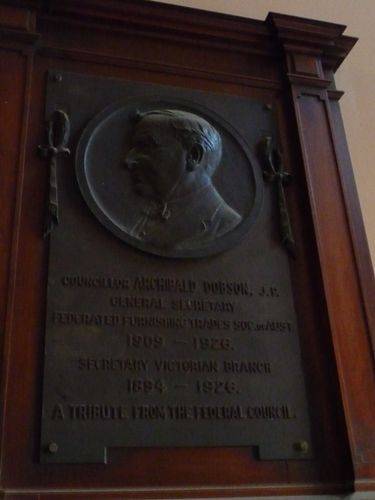 COUNCILLOR ARCHIBALD DOBSON, J.P.
GENERAL SECRETARY
FEDERATED FURNISHING TRADES SOC. OF AUST.
1909 — 1926.
SECRETARY VICTORIAN BRANCH
1894 — 1926.
A TRIBUTE FROM THE FEDERAL COUNCIL.